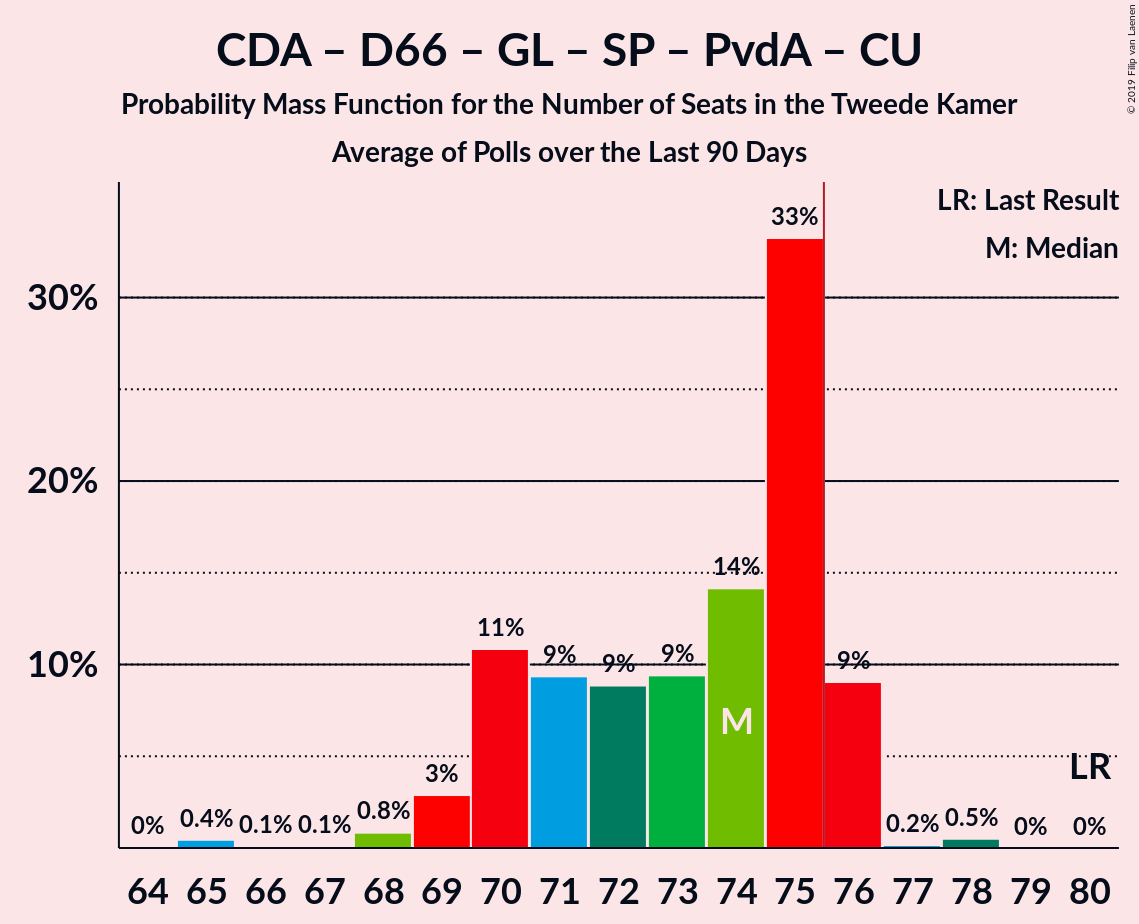 CDA – D66 – GL – SP – PvdA – CU
Probability Mass Function for the Number of Seats in the Tweede Kamer
Average of Polls over the Last 90 Days
© 2019 Filip van Laenen
LR: Last Result
M: Median
33%
30%
20%
14%
11%
9%
9%
9%
9%
10%
M
3%
LR
0%
0.4%
0.1%
0.1%
0.8%
0.2%
0.5%
0%
0%
64 65 66 67 68 69 70 71 72 73 74 75 76 77 78 79 80